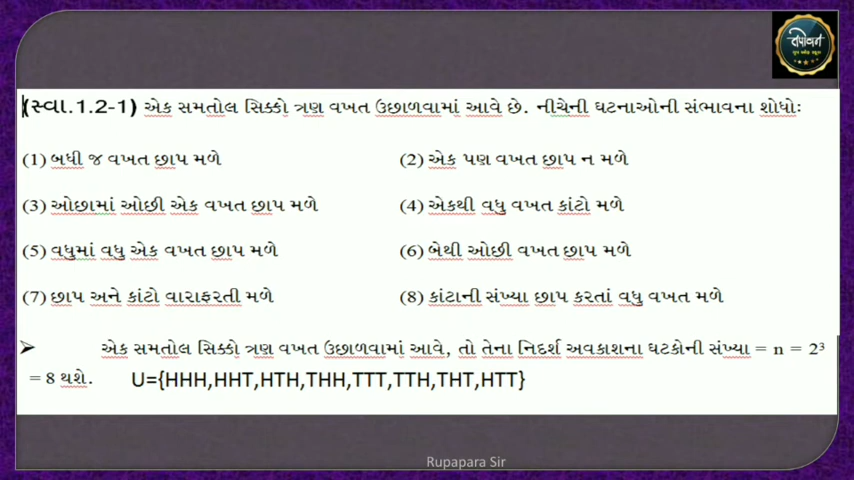 તપોવન
(સ્વા.1.2-1) એક સમતોલ સિક્કો ત્રણ વખત ઉછાળવામાં આવે છે. નીચેની ઘટનાઓની સંભાવના શોધોઃ
(1) બધી જ વખત છાપ મળે (2) એક પણ વખત છાપ ન મળે
(3) ઓછામાં ઓછી એક વખત છાપ મળે (4) એકથી વધુ વખત કાંટો મળે
(5) વધુમાં વધુ એક વખત છાપ મળે (6) બેથી ઓછી વખત છાપ મળે
(7) છાપ અને કાંટો વારાફરતી મળે (8) કાંટાની સંખ્યા છાપ કરતાં વધુ વખત મળે
➢ એક સમતોલ સિક્કો ત્રણ વખત ઉછાળવામાં આવે, તો તેના નિદર્શ અવકાશના ઘટકોની સંખ્યા = n = 2³
= 8 થશે. U={HHH,HHT,HTH,THH,TTT,TTH,THT,HTT}
Rupapara Sir